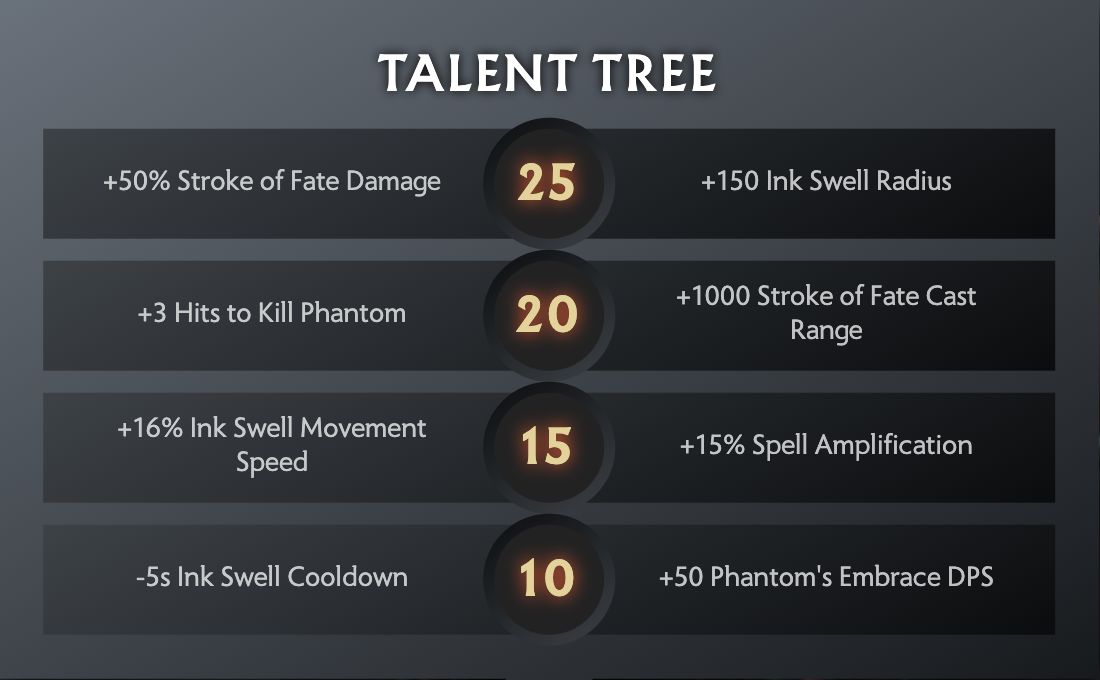 TALENT TREE
+50% Stroke of Fate Damage
25
+150 Ink Swell Radius
+3 Hits to Kill Phantom
20
+1000 Stroke of Fate Cast
Range
+16% Ink Swell Movement
Speed
15
+15% Spell Amplification
-5s Ink Swell Cooldown
10
+50 Phantom's Embrace DPS